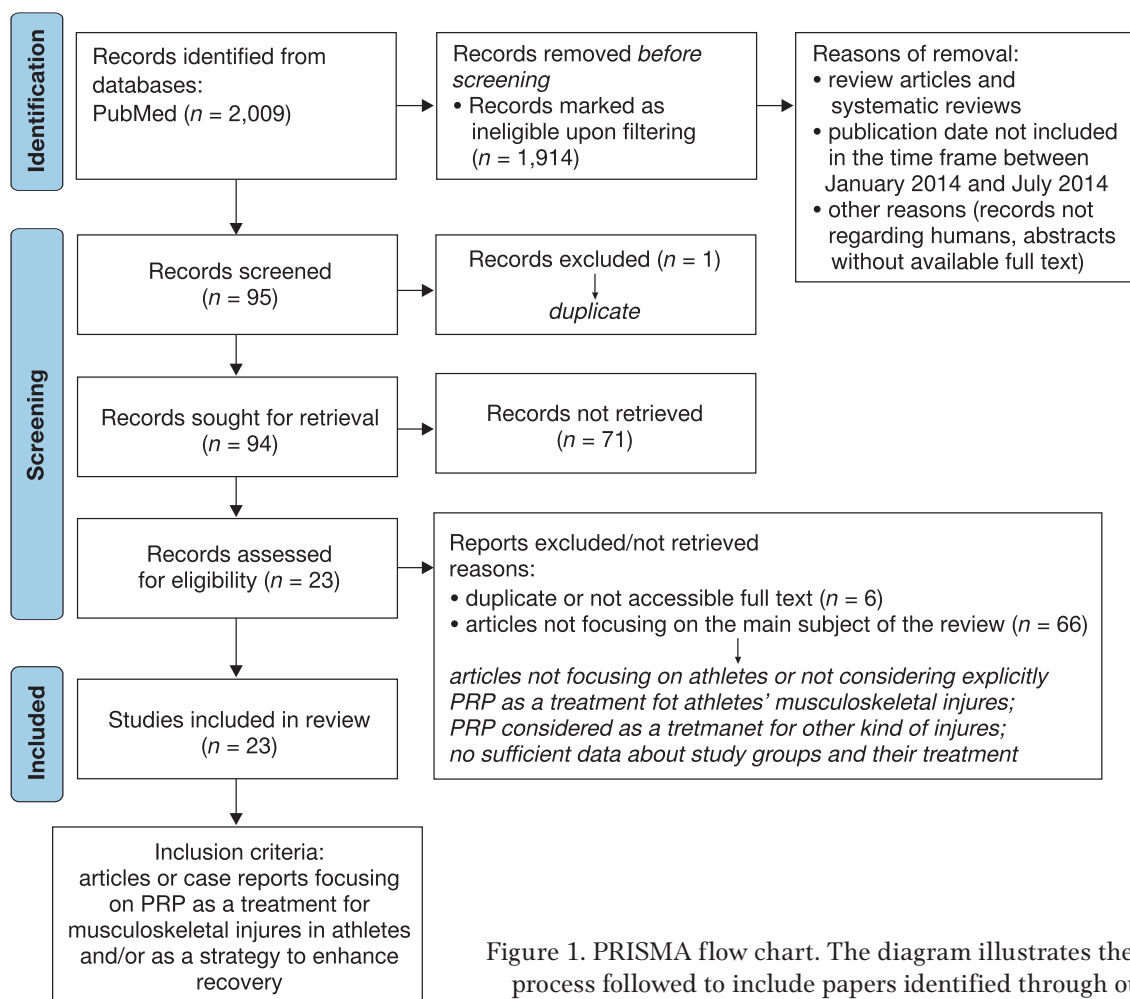 Identification
Records identified from
databases:
PubMed (n = 2,009)
Records removed before
screening
• Records marked as
ineligible upon filtering
(n = 1,914)
Reasons of removal:
• review articles and
systematic reviews
• publication date not included
in the time frame between
January 2014 and July 2014
• other reasons (records not
regarding humans, abstracts
without available full text)
Screening
Records screened
(n = 95)
Records excluded (n = 1)
duplicate
Records sought for retrieval
(n = 94)
Records not retrieved
(n = 71)
Records assessed
for eligibility (n = 23)
Reports excluded/not retrieved
reasons:
• duplicate or not accessible full text (n = 6)
• articles not focusing on the main subject of the review (n = 66)
articles not focusing on athletes or not considering explicitly
PRP as a treatment fot athletes’ musculoskeletal injures;
PRP considered as a tretmanet for other kind of injures;
no sufficient data about study groups and their treatment
Included
Studies included in review
(n = 23)
Inclusion criteria:
articles or case reports focusing
on PRP as a treatment for
musculoskeletal injures in athletes
and/or as a strategy to enhance
recovery
Figure 1. PRISMA flow chart. The diagram illustrates the
process followed to include papers identified through